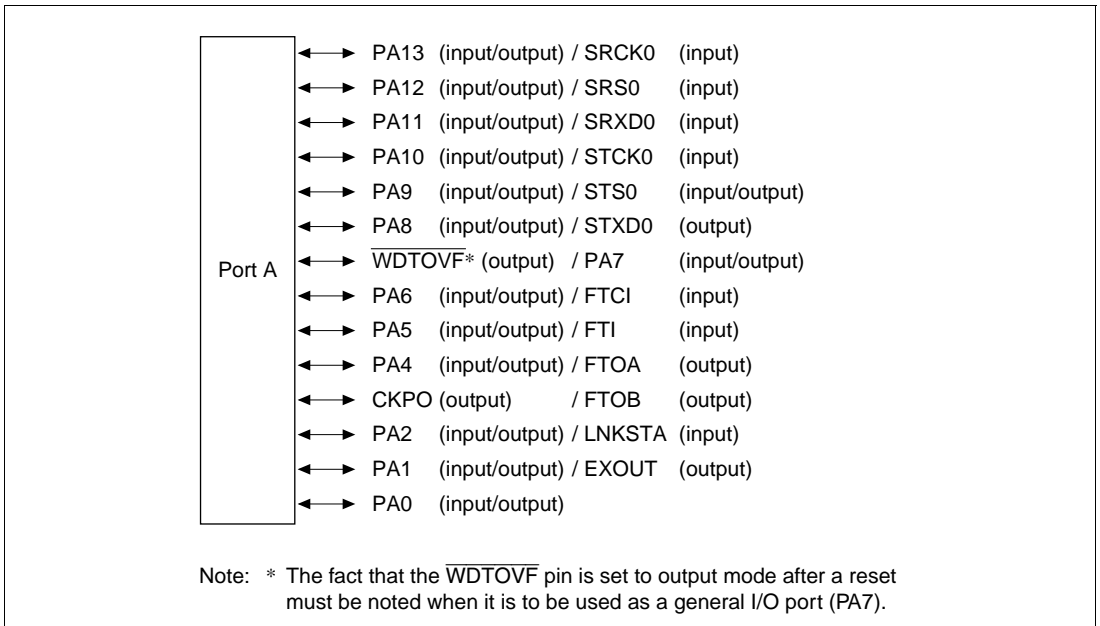 PA13 (input/output) / SRCK0 (input)
PA12 (input/output) / SRS0 (input)
PA11 (input/output) / SRXD0 (input)
PA10 (input/output) / STCK0 (input)
PA9 (input/output) / STS0 (input/output)
PA8 (input/output) / STXD0 (output)
Port A
WDTOVF* (output) / PA7 (input/output)
PA6 (input/output) / FTCI (input)
PA5 (input/output) / FTI (input)
PA4 (input/output) / FTOA (output)
CKPO (output) / FTOB (output)
PA2 (input/output) / LNKSTA (input)
PA1 (input/output) / EXOUT (output)
PA0 (input/output)
Note: * The fact that the WDTOVF pin is set to output mode after a reset
must be noted when it is to be used as a general I/O port (PA7).